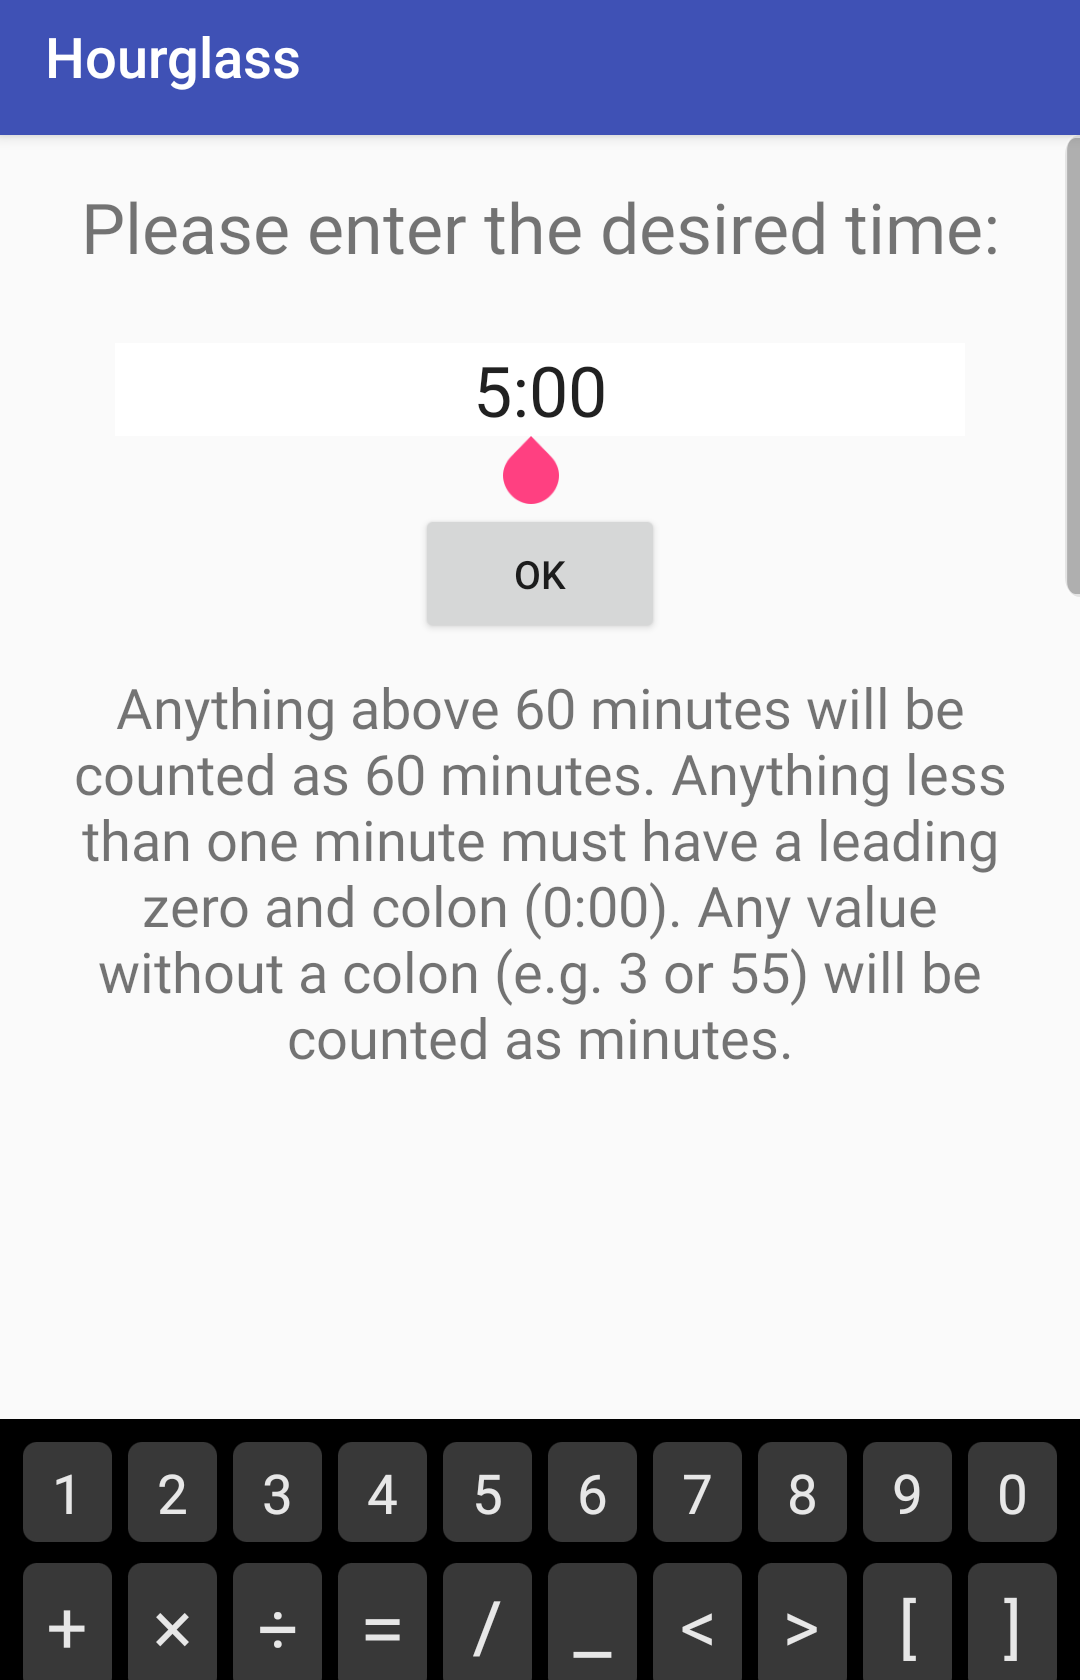 Hourglass
Please enter the desired time:
5:00
OK
Anything above 60 minutes will be
counted as 60 minutes. Anything less
than one minute must have a leading
zero and colon (0:00). Any value
without a colon (e.g. 3 or 55) will be
counted as minutes.
1 2 3 4 5 6 7 8 9 0
+ × ÷ = / _ < > [ ]